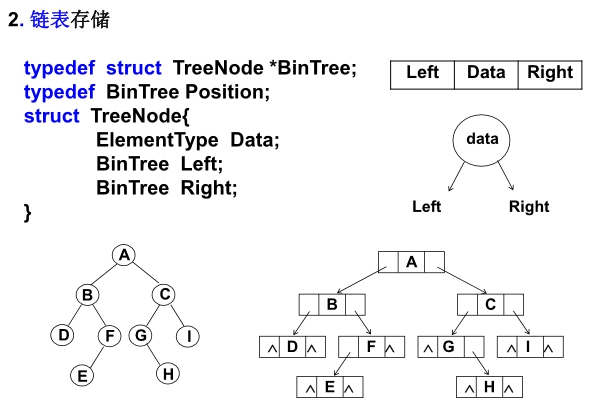 2. 链表存储
typedef struct TreeNode *BinTree;
typedef BinTree Position;
struct TreeNode{
ElementType Data;
BinTree Left;
BinTree Right;
}
Left Data Right
data
Left Right
A
B C
D F G I
E H
A
B C
^ D ^ F ^ ^ G ^ I ^
^ E ^ ^ H ^